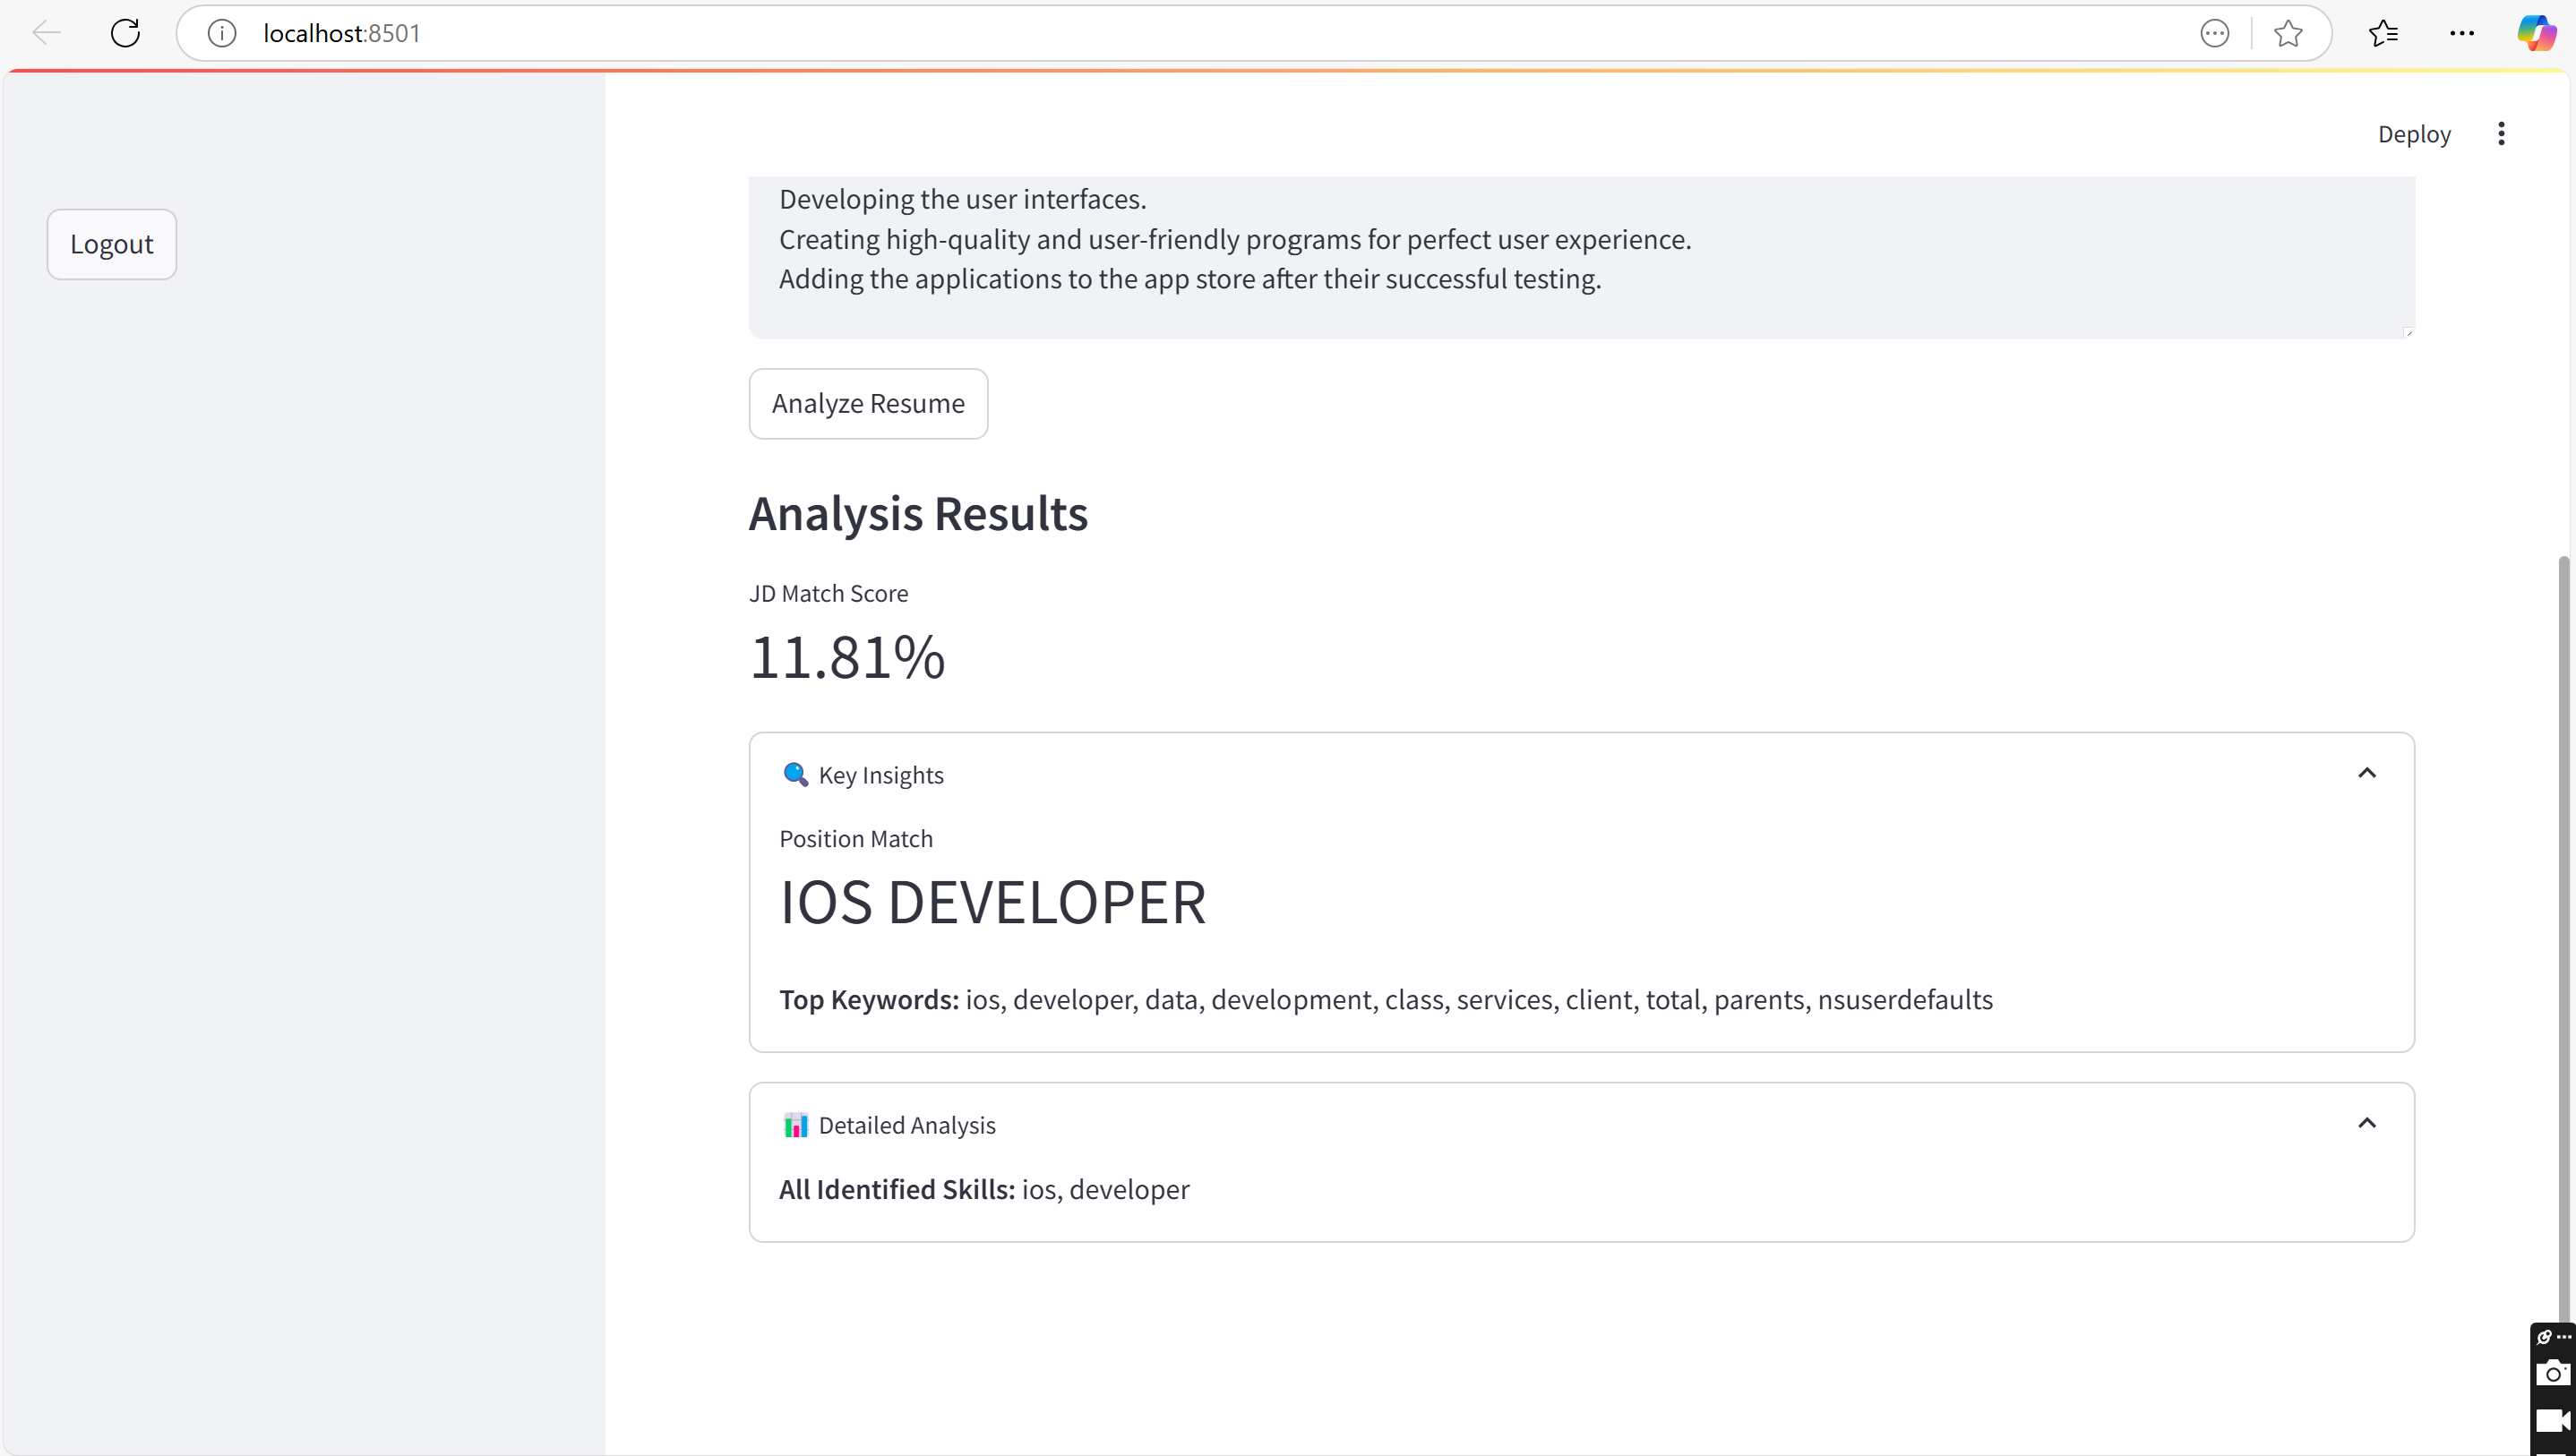 localhost:8501
Deploy
Logout
Developing the user interfaces.
Creating high-quality and user-friendly programs for perfect user experience.
Adding the applications to the app store after their successful testing.
Analyze Resume
Analysis Results
JD Match Score
11.81%
Key Insights
Position Match
IOS DEVELOPER
Top Keywords: ios, developer, data, development, class, services, client, total, parents, nsuserdefaults
Detailed Analysis
All Identified Skills: ios, developer